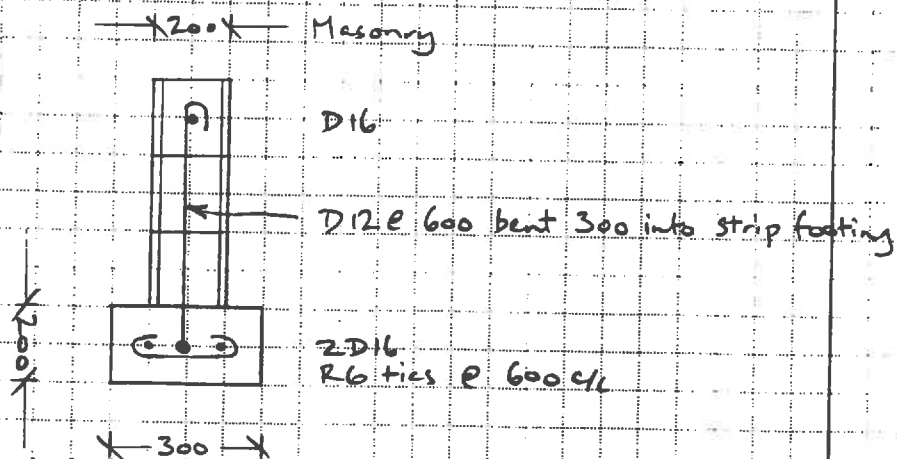 200 Masonry
D16
D12 @ 600 bent 300 into strip footing
200
2D16
R6 ties @ 600 c/c
300